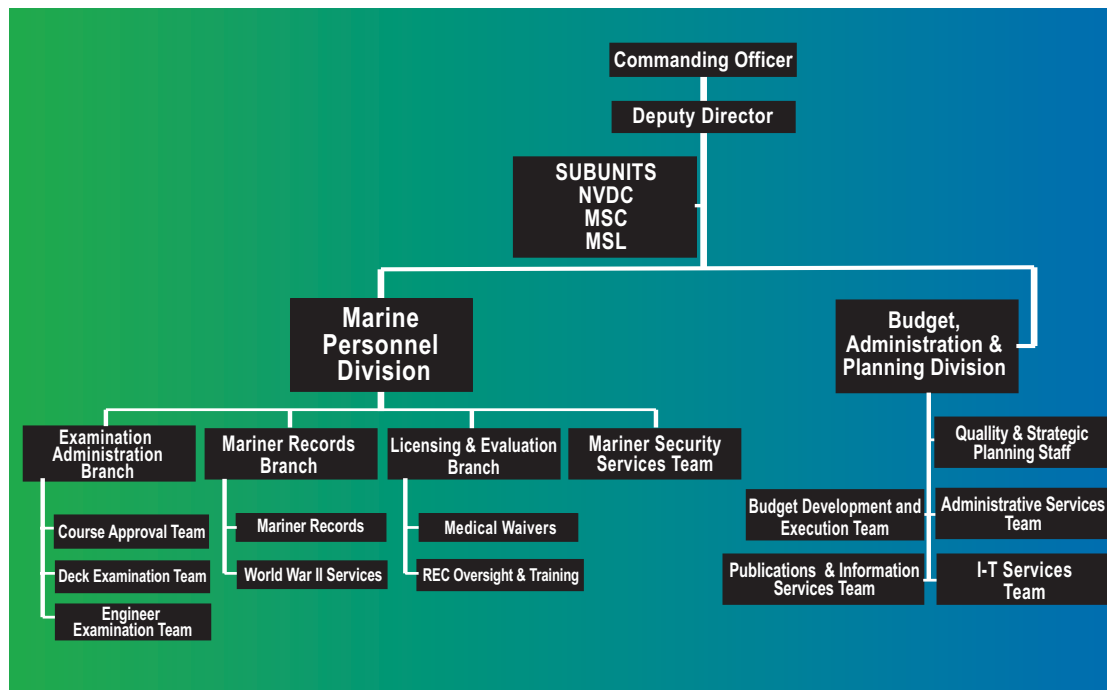 Commanding Officer
Deputy Director
SUBUNITS
NVDC
MSC
MSL
Marine
Personnel
Division
Budget,
Administration &
Planning Division
Examination
Administration
Branch
Mariner Records
Branch
Licensing & Evaluation
Branch
Mariner Security
Services Team
Course Approval Team
Deck Examination Team
Engineer
Examination Team
Mariner Records
World War II Services
Medical Waivers
REC Oversight & Training
Quallity & Strategic
Planning Staff
Budget Development and
Execution Team
Administrative Services
Team
Publications & Information
Services Team
I-T Services
Team